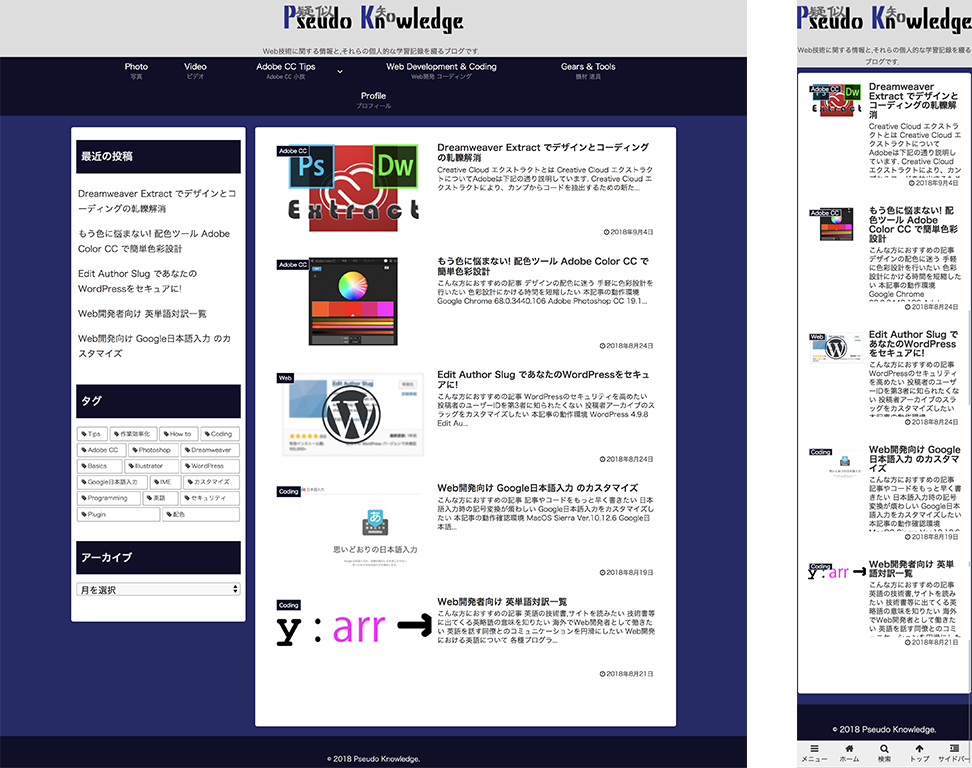 疑似 知
Pseudo Knowledge
Web技術に関する情報と,それらの個人的な学習記録を綴るブログです.
Photo
写真
Video
ビデオ
Adobe CC Tips
Adobe CC 小技
Web Development & Coding
Web開発 コーディング
Gears & Tools
機材 道具
Profile
プロフィール
最近の投稿
Dreamweaver Extract でデザインとコ
ーディングの軋轢解消
もう色に悩まない! 配色ツール Adobe
Color CC で簡単色彩設計
Edit Author Slug であなたの
WordPressをセキュアに!
Web開発者向け 英単語対訳一覧
Web開発向け Google日本語入力 のカ
スタマイズ
タグ
Tips 作業効率化 How to Coding
Adobe CC Photoshop Dreamweaver
Basics Illustrator WordPress
Google日本語入力 IME カスタマイズ
Programming 英語 セキュリティ
Plugin 配色
アーカイブ
月を選択
Adobe CC
Ps Dw
Extract
Dreamweaver Extract でデザインとコーディング
の軋轢解消
Creative Cloud エクストラクトとは Creative Cloud エクストラ
クトについてAdobeは下記の通り説明しています. Creative Cloud エ
クストラクトにより、カンプからコードを抽出するための新た...
2018年9月4日
Adobe CC
もう色に悩まない! 配色ツール Adobe Color CC で
簡単色彩設計
こんな方におすすめの記事 デザインの配色に迷う 手軽に色彩設計を
行いたい 色彩設計にかける時間を短縮したい 本記事の動作環境
Google Chrome 68.0.3440.106 Adobe Photoshop CC 19.1...
2018年8月24日
Web
Edit Author Slug
Edit Author Slug であなたのWordPressをセキュ
アに!
こんな方におすすめの記事 WordPressのセキュリティを高めたい
投稿者のユーザーIDを第3者に知られたくない 投稿者アーカイブのス
ラッグをカスタマイズしたい 本記事の動作環境 WordPress 4.9.8
Edit Au...
2018年8月24日
Coding
日本語入力
あ
思いどおりの日本語入力
Web開発向け Google日本語入力 のカスタマイズ
こんな方におすすめの記事 記事やコードをもっと早く書きたい 日本
語入力時の記号変換が煩わしい Google日本語入力をカスタマイズした
い 本記事の動作確認環境 MacOS Sierra Ver.10.12.6 Google日
本語...
2018年8月19日
Coding
y:arr
Web開発者向け 英単語対訳一覧
こんな方におすすめの記事 英語の技術書,サイトを読みたい 技術書等
に出てくる英略語の意味を知りたい 海外でWeb開発者として働きた
い 英語を話す同僚とのコミュニケーションを円滑にしたい Web開発
における英語について 各種プログラ...
2018年8月21日
© 2018 Pseudo Knowledge.
疑似 知
Pseudo Knowledge
Web技術に関する情報と,それらの個人的な学習記録を綴る
ブログです.
Adobe CC
Dw
Extract
Dreamweaver
Extract でデザインと
コーディングの軋轢解
消
Creative Cloud エクストラ
クトとは Creative Cloud
エクストラクトについて
Adobeは下記の通り説明し
ています. Creative Cloud
エクストラクトにより、カン
2018年9月4日
Adobe CC
もう色に悩まない! 配
色ツール Adobe
Color CC で簡単色彩
設計
こんな方におすすめの記事
デザインの配色に迷う 手軽
に色彩設計を行いたい 色彩
設計にかける時間を短縮した
い 本記事の動作環境
Google Chrome
2018年8月24日
Web
Edit Author Slug で
あなたのWordPress
をセキュアに!
こんな方におすすめの記事
WordPressのセキュリティ
を高めたい 投稿者のユーザ
ーIDを第3者に知られたくな
い 投稿者アーカイブのスラ
ッグをカスタマイズしたい
本記事の動作環境
2018年8月24日
Coding
Web開発向け Google
日本語入力 のカスタマ
イズ
こんな方におすすめの記事
記事やコードをもっと早く書
きたい 日本語入力時の記号
変換が煩わしい Google日本
語入力をカスタマイズしたい
本記事の動作確認環境
2018年8月19日
Coding
y:arr
Web開発者向け 英単
語対訳一覧
こんな方におすすめの記事
英語の技術書,サイトを読み
たい 技術書等に出てくる英
略語の意味を知りたい 海外
でWeb開発者として働きた
い 英語を話す同僚とのコミ
2018年8月21日
© 2018 Pseudo Knowledge.
メニュー ホーム 検索 トップ サイドバー